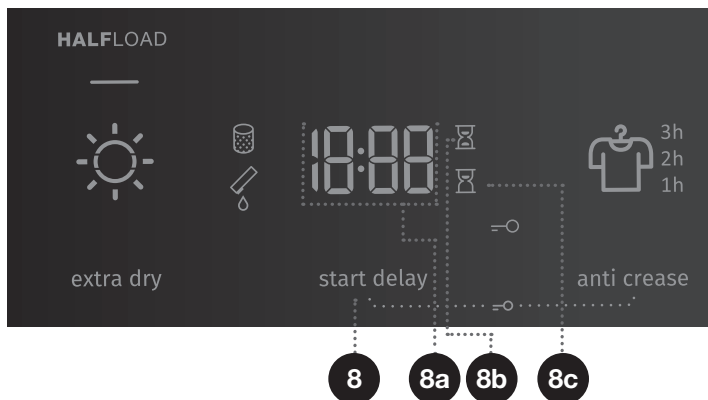 HALFLOAD
18:88
3h
2h
1h
extra dry
start delay
anti crease
8
8a
8b
8c